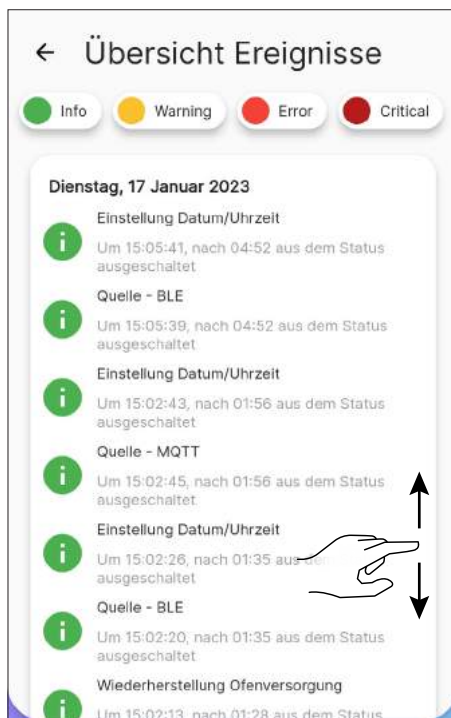 Übersicht Ereignisse
Info Warning Error Critical
Dienstag, 17 Januar 2023
Einstellung Datum/Uhrzeit
Um 15:05:41, nach 04:52 aus dem Status
ausgeschaltet
Quelle - BLE
Um 15:05:39, nach 04:52 aus dem Status
ausgeschaltet
Einstellung Datum/Uhrzeit
Um 15:02:43, nach 01:56 aus dem Status
ausgeschaltet
Quelle - MQTT
Um 15:02:45, nach 01:56 aus dem Status
ausgeschaltet
Einstellung Datum/Uhrzeit
Um 15:02:26, nach 01:35 aus dem Status
ausgeschaltet
Quelle - BLE
Um 15:02:20, nach 01:35 aus dem Status
ausgeschaltet
Wiederherstellung Ofenversorgung
Um 15:02:13, nach 01:28 aus dem Status